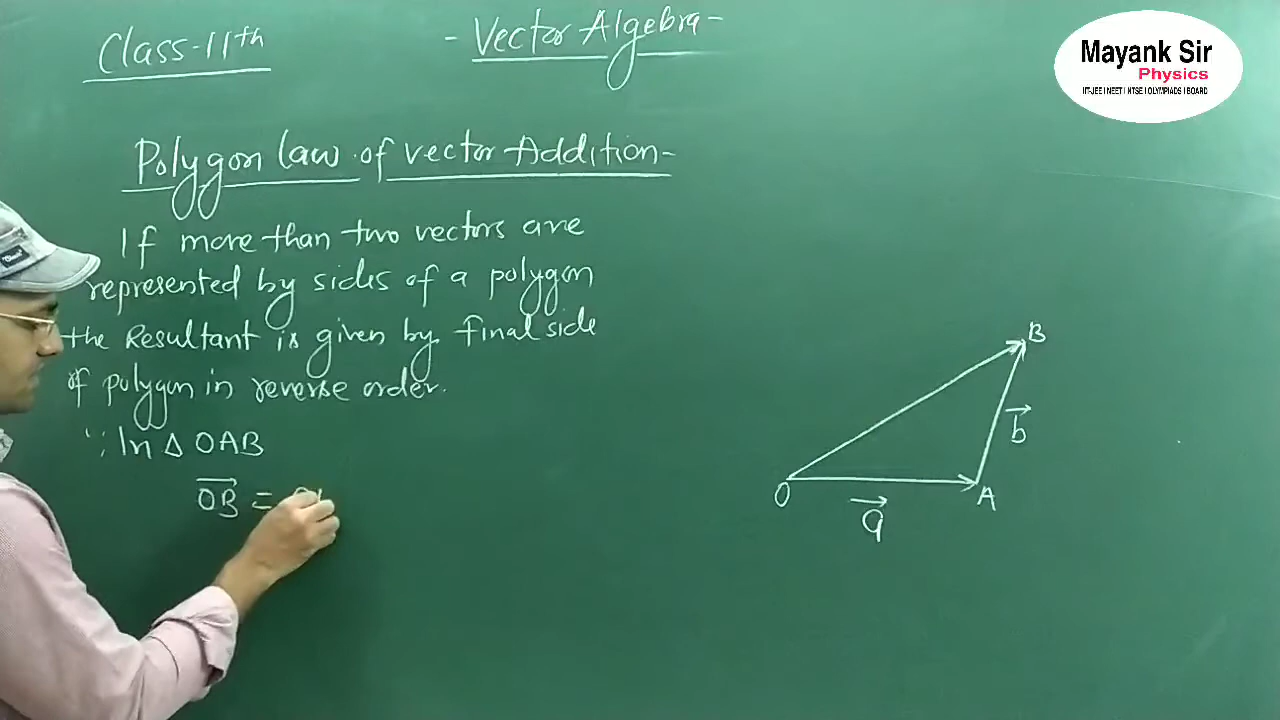 Class-11th
- Vector Algebra -
Mayank Sir
Physics
IIT-JEE I NEET I NTSE I OLYMPIADS I BOARD
Polygon law of vector Addition-
If more than two vectors are
represented by sides of a polygon
the Resultant is given by final side
of polygon in reverse order.
∵ In △ OAB
OB⃗ =
B
b⃗
O
A
a⃗